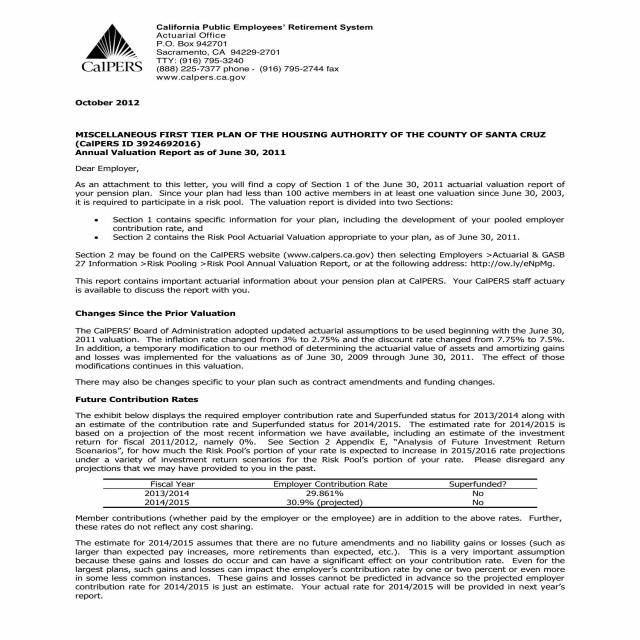 CalPERS
California Public Employees' Retirement System
Actuarial Office
P.O. Box 942701
Sacramento, CA 94229-2701
TTY: (916) 795-3240
(888) 225-7377 phone - (916) 795-2744 fax
www.calpers.ca.gov
October 2012
MISCELLANEOUS FIRST TIER PLAN OF THE HOUSING AUTHORITY OF THE COUNTY OF SANTA CRUZ
(CalPERS ID 3924692016)
Annual Valuation Report as of June 30, 2011
Dear Employer,
As an attachment to this letter, you will find a copy of Section 1 of the June 30, 2011 actuarial valuation report of
your pension plan. Since your plan had less than 100 active members in at least one valuation since June 30, 2003,
it is required to participate in a risk pool. The valuation report is divided into two Sections:
• Section 1 contains specific information for your plan, including the development of your pooled employer
contribution rate, and
• Section 2 contains the Risk Pool Actuarial Valuation appropriate to your plan, as of June 30, 2011.
Section 2 may be found on the CalPERS website (www.calpers.ca.gov) then selecting Employers >Actuarial & GASB
27 Information >Risk Pooling >Risk Pool Annual Valuation Report, or at the following address: http://ow.ly/eNpMg.
This report contains important actuarial information about your pension plan at CalPERS. Your CalPERS staff actuary
is available to discuss the report with you.
Changes Since the Prior Valuation
The CalPERS' Board of Administration adopted updated actuarial assumptions to be used beginning with the June 30,
2011 valuation. The inflation rate changed from 3% to 2.75% and the discount rate changed from 7.75% to 7.5%.
In addition, a temporary modification to our method of determining the actuarial value of assets and amortizing gains
and losses was implemented for the valuations as of June 30, 2009 through June 30, 2011. The effect of those
modifications continues in this valuation.
There may also be changes specific to your plan such as contract amendments and funding changes.
Future Contribution Rates
The exhibit below displays the required employer contribution rate and Superfunded status for 2013/2014 along with
an estimate of the contribution rate and Superfunded status for 2014/2015. The estimated rate for 2014/2015 is
based on a projection of the most recent information we have available, including an estimate of the investment
return for fiscal 2011/2012, namely 0%. See Section 2 Appendix E, "Analysis of Future Investment Return
Scenarios", for how much the Risk Pool's portion of your rate is expected to increase in 2015/2016 rate projections
under a variety of investment return scenarios for the Risk Pool's portion of your rate. Please disregard any
projections that we may have provided to you in the past.
Fiscal Year Employer Contribution Rate Superfunded?
2013/2014 29.861% No
2014/2015 30.9% (projected) No
Member contributions (whether paid by the employer or the employee) are in addition to the above rates. Further,
these rates do not reflect any cost sharing.
The estimate for 2014/2015 assumes that there are no future amendments and no liability gains or losses (such as
larger than expected pay increases, more retirements than expected, etc.). This is a very important assumption
because these gains and losses do occur and can have a significant effect on your contribution rate. Even for the
largest plans, such gains and losses can impact the employer's contribution rate by one or two percent or even more
in some less common instances. These gains and losses cannot be predicted in advance so the projected employer
contribution rate for 2014/2015 is just an estimate. Your actual rate for 2014/2015 will be provided in next year's
report.